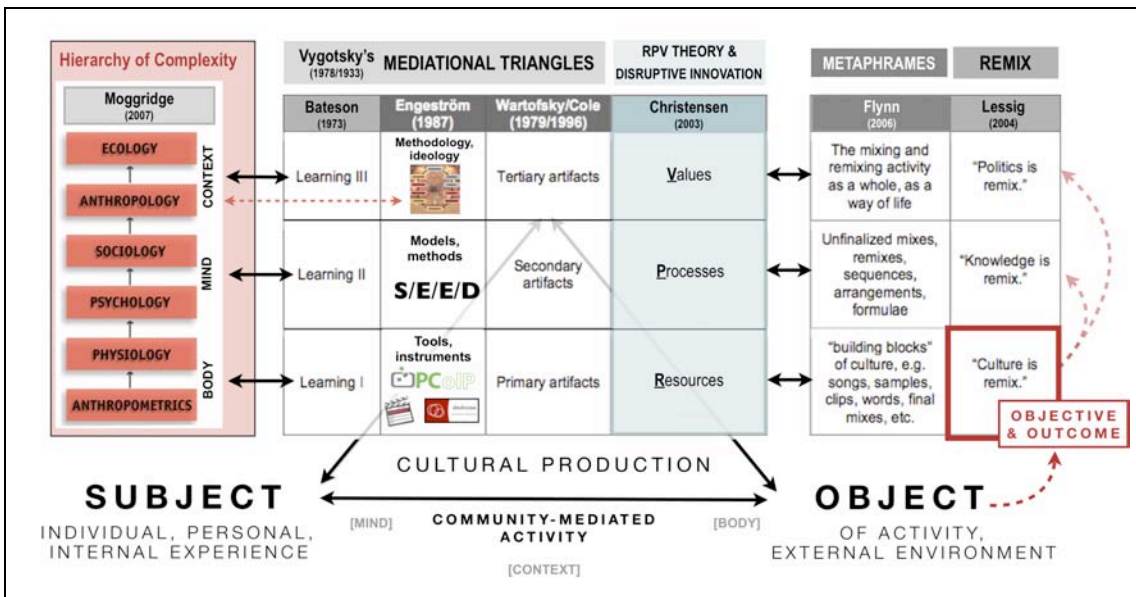 Hierarchy of Complexity
Moggridge
(2007)
ECOLOGY
ANTHROPOLOGY
SOCIOLOGY
PSYCHOLOGY
PHYSIOLOGY
ANTHROPOMETRICS
CONTEXT
MIND
BODY
Vygotsky's
(1978/1933)
MEDIATIONAL TRIANGLES
RPV THEORY &
DISRUPTIVE INNOVATION
METAPHRAMES
REMIX
Bateson
(1973)
Engeström
(1987)
Wartofsky/Cole
(1979/1996)
Christensen
(2003)
Flynn
(2006)
Lessig
(2004)
Learning III
Methodology,
ideology
Tertiary artifacts
Values
The mixing and
remixing activity
as a whole, as a
way of life
"Politics is
remix."
Learning II
Models,
methods
S/E/E/D
Secondary
artifacts
Processes
Unfinalized mixes,
remixes,
sequences,
arrangements,
formulae
"Knowledge is
remix."
Learning I
Tools,
instruments
PCoIP
Primary artifacts
Resources
"building blocks"
of culture, e.g.
songs, samples,
clips, words, final
mixes, etc.
"Culture is
remix."
OBJECTIVE
& OUTCOME
CULTURAL PRODUCTION
SUBJECT
INDIVIDUAL, PERSONAL,
INTERNAL EXPERIENCE
[MIND]
COMMUNITY-MEDIATED
ACTIVITY
[BODY]
[CONTEXT]
OBJECT
OF ACTIVITY,
EXTERNAL ENVIRONMENT